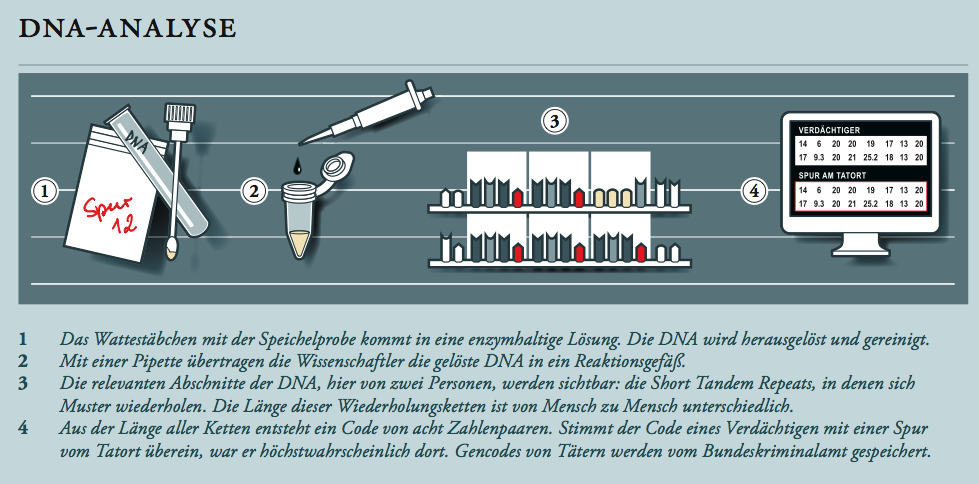 DNA-ANALYSE
DNA
Spur
12
1
2
3
4
VERDÄCHTIGER
14 6 20 20 19 17 13 20
17 9.3 20 21 25.2 18 13 20
SPUR AM TATORT
14 6 20 20 19 17 13 20
17 9.3 20 21 25.2 18 13 20
1 Das Wattestäbchen mit der Speichelprobe kommt in eine enzymhaltige Lösung. Die DNA wird herausgelöst und gereinigt.
2 Mit einer Pipette übertragen die Wissenschaftler die gelöste DNA in ein Reaktionsgefäß.
3 Die relevanten Abschnitte der DNA, hier von zwei Personen, werden sichtbar: die Short Tandem Repeats, in denen sich
Muster wiederholen. Die Länge dieser Wiederholungsketten ist von Mensch zu Mensch unterschiedlich.
4 Aus der Länge aller Ketten entsteht ein Code von acht Zahlenpaaren. Stimmt der Code eines Verdächtigen mit einer Spur
vom Tatort überein, war er höchstwahrscheinlich dort. Gencodes von Tätern werden vom Bundeskriminalamt gespeichert.